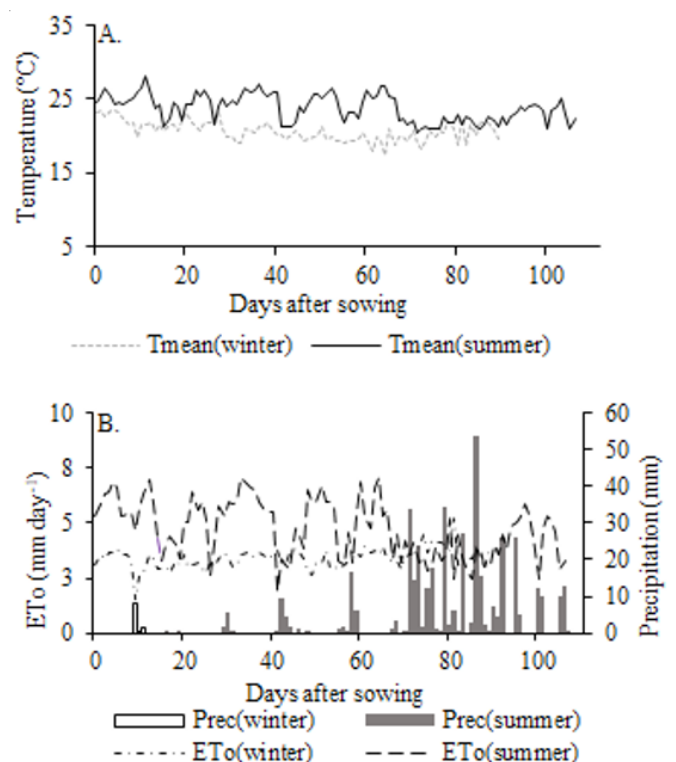 A.
35
25
15
5
Temperature (°C)
0 20 40 60 80 100
Days after sowing
Tmean(winter) Tmean(summer)
B.
10
8
5
3
0
ETo (mm day⁻¹)
60
50
40
30
20
10
0
Precipitation (mm)
0 20 40 60 80 100
Days after sowing
Prec(winter) Prec(summer)
ETo(winter) ETo(summer)